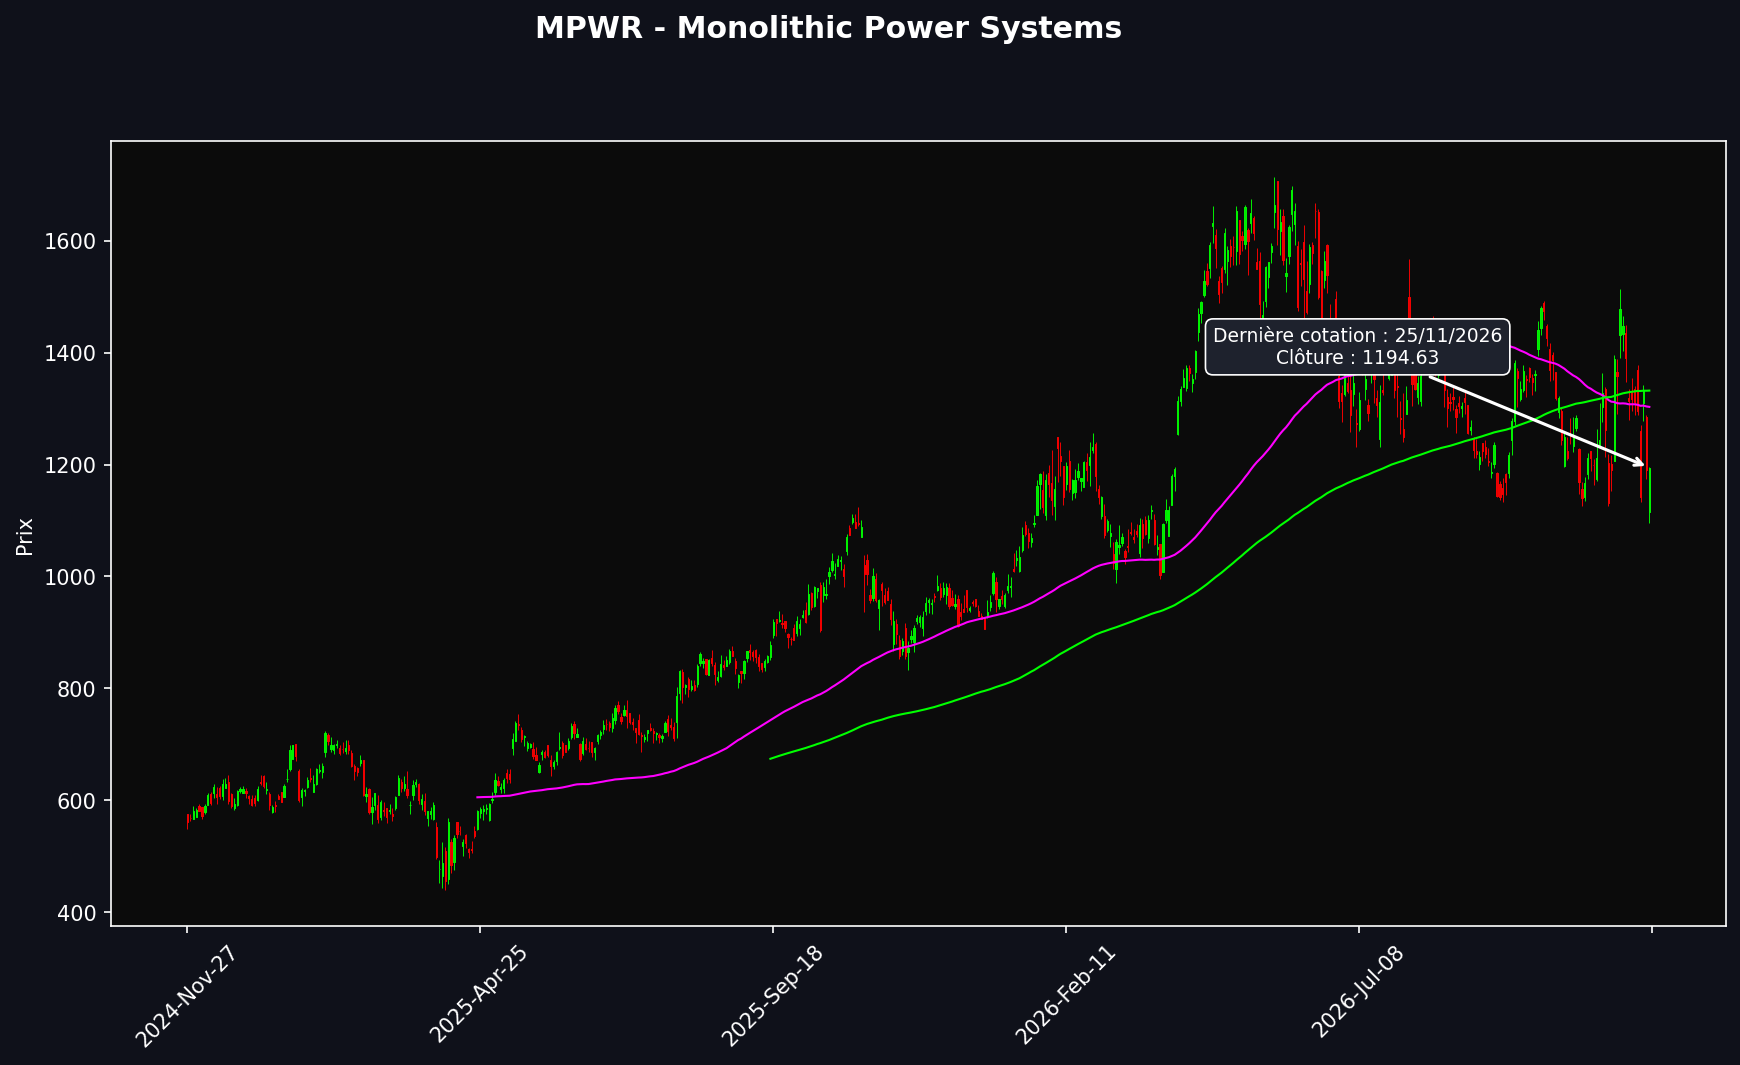 MPWR - Monolithic Power Systems
Prix
1600
1400
1200
1000
800
600
400
Dernière cotation : 25/11/2026
Clôture : 1194.63
2024-Nov-27
2025-Apr-25
2025-Sep-18
2026-Feb-11
2026-Jul-08